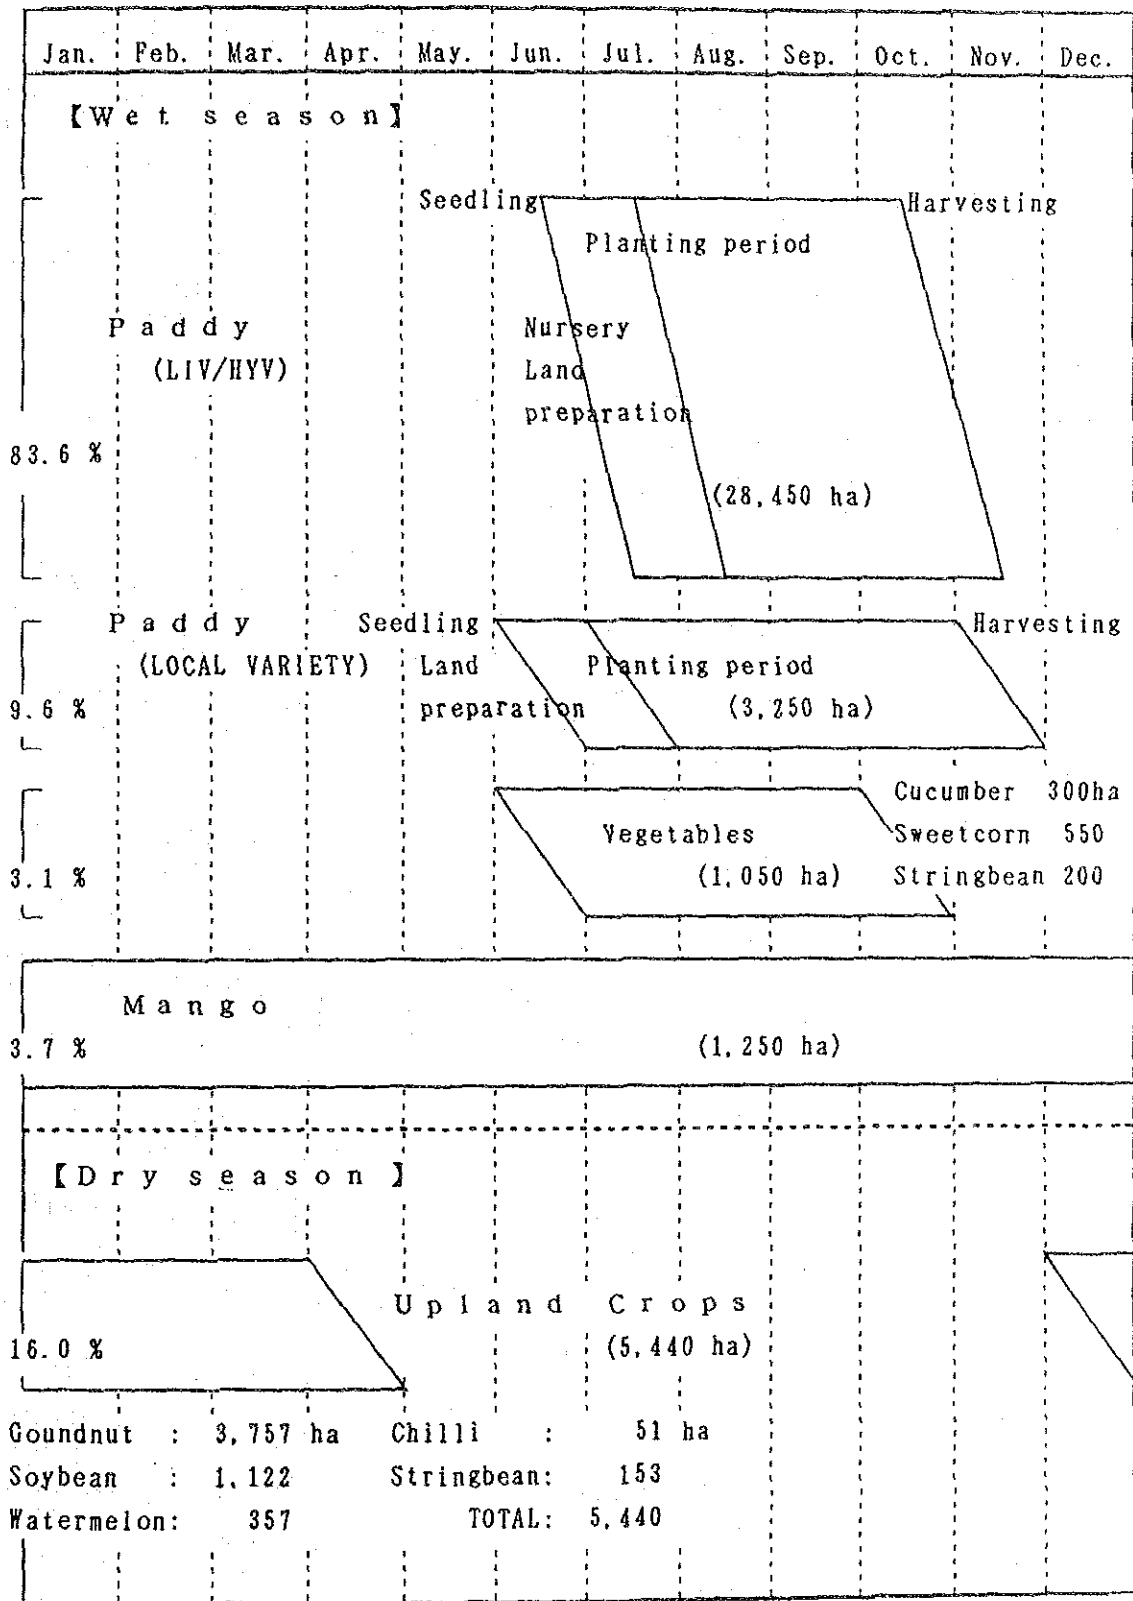 Jan. Feb. Mar. Apr. May. Jun. Jul. Aug. Sep. Oct. Nov. Dec.
【Wet season】
Seedling Harvesting
Planting period
Paddy Nursery
(LIV/HYV) Land
preparation
83.6 %
(28,450 ha)
Paddy Seedling Harvesting
(LOCAL VARIETY) Land Planting period
9.6 % preparation (3,250 ha)
Cucumber 300ha
Vegetables Sweetcorn 550
3.1 % (1,050 ha) Stringbean 200
Mango
3.7 % (1,250 ha)
【Dry season】
Upland Crops
16.0 % (5,440 ha)
Goundnut : 3,757 ha Chilli : 51 ha
Soybean : 1,122 Stringbean: 153
Watermelon: 357 TOTAL: 5,440